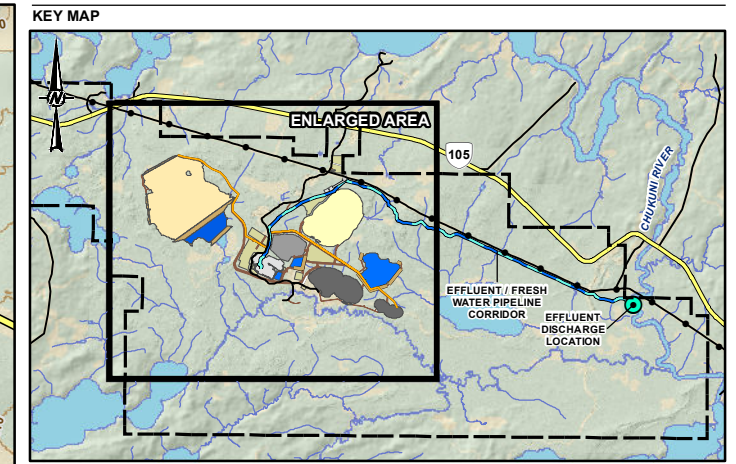 KEY MAP
N
ENLARGED AREA
105
CHUKUNI RIVER
EFFLUENT / FRESH
WATER PIPELINE
CORRIDOR
EFFLUENT
DISCHARGE
LOCATION